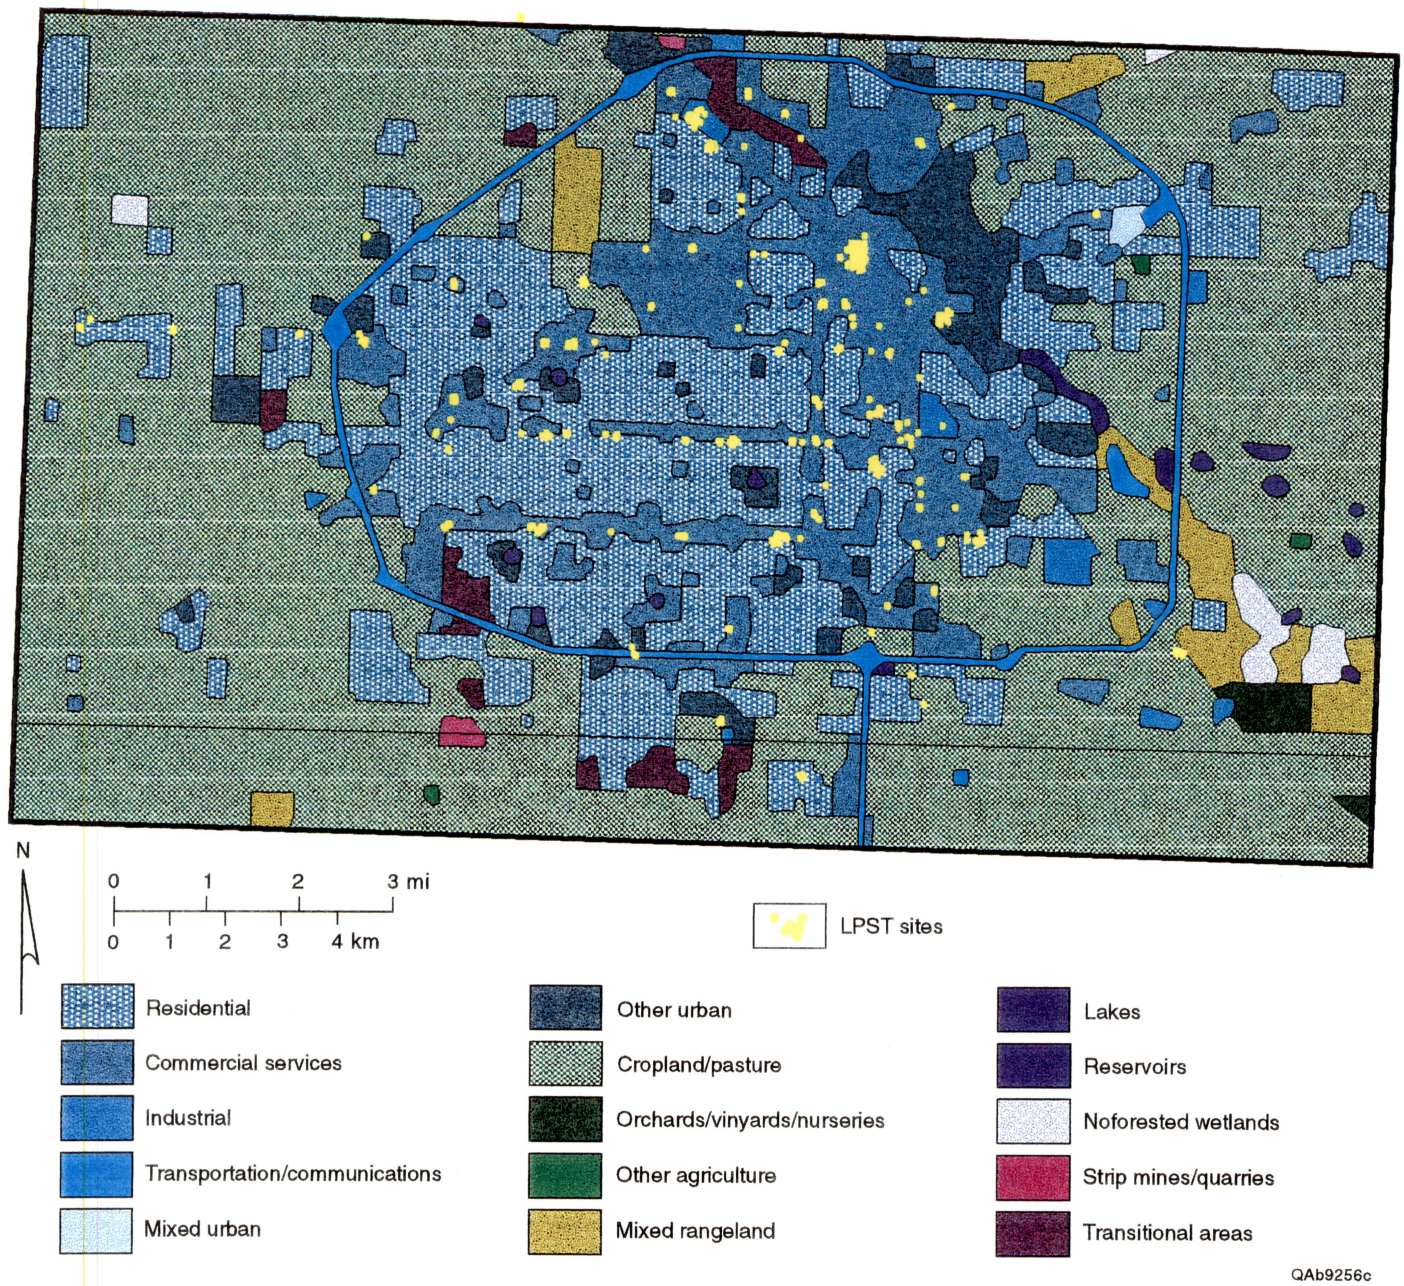 N
0 1 2 3 mi
0 1 2 3 4 km
LPST sites
Residential
Commercial services
Industrial
Transportation/communications
Mixed urban
Other urban
Cropland/pasture
Orchards/vinyards/nurseries
Other agriculture
Mixed rangeland
Lakes
Reservoirs
Noforested wetlands
Strip mines/quarries
Transitional areas
QAb9256c